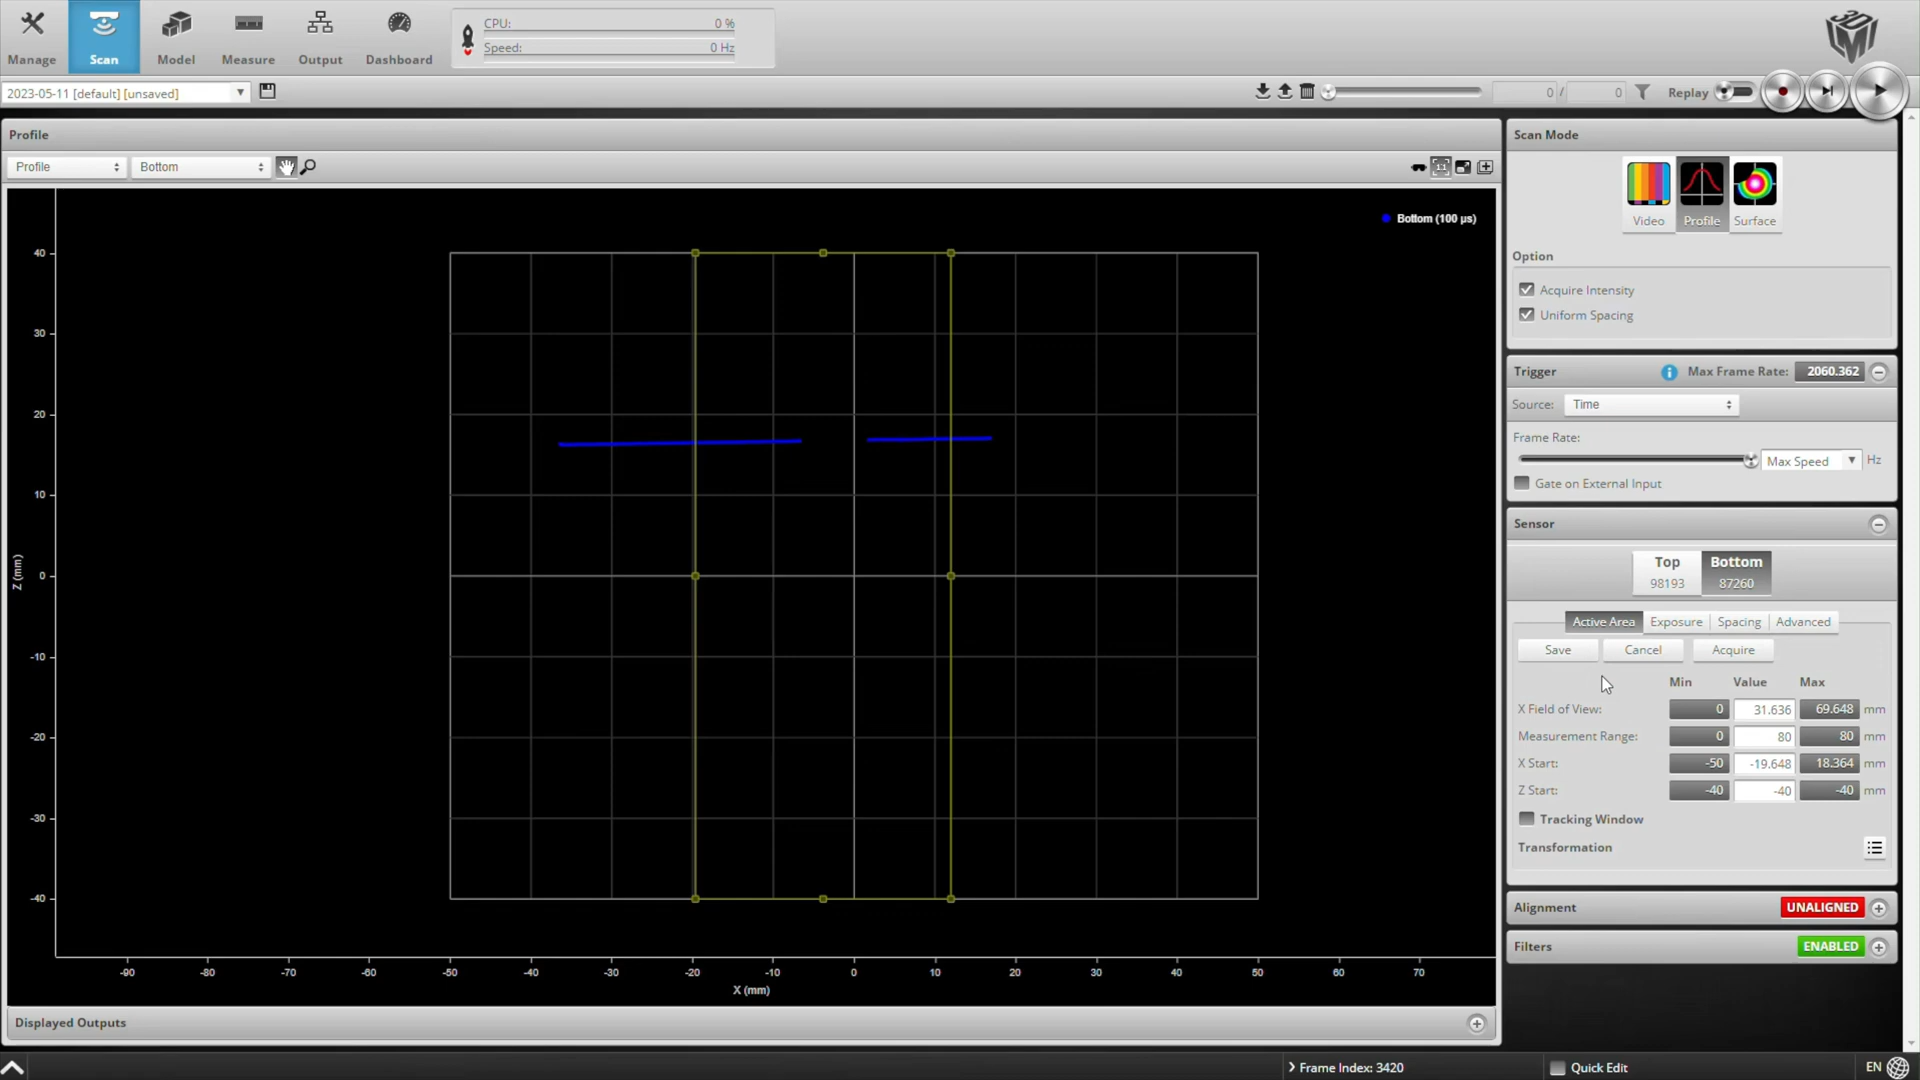 Manage
Scan
Model
Measure
Output
Dashboard
CPU: 0 %
Speed: 0 Hz
2023-05-11 [default] [unsaved]
0 / 0
Replay
Profile
Profile
Bottom
1:1
Bottom (100 µs)
40
30
20
10
0
-10
-20
-30
-40
Z (mm)
-90 -80 -70 -60 -50 -40 -30 -20 -10 0 10 20 30 40 50 60 70
X (mm)
Displayed Outputs
Scan Mode
Video
Profile
Surface
Option
Acquire Intensity
Uniform Spacing
Trigger
Max Frame Rate: 2060.362
Source: Time
Frame Rate:
Max Speed Hz
Gate on External Input
Sensor
Top
98193
Bottom
87260
Active Area
Exposure
Spacing
Advanced
Save
Cancel
Acquire
Min Value Max
X Field of View: 0 31.636 69.648 mm
Measurement Range: 0 80 80 mm
X Start: -50 -19.648 18.364 mm
Z Start: -40 -40 -40 mm
Tracking Window
Transformation
Alignment UNALIGNED
Filters ENABLED
Frame Index: 3420
Quick Edit
EN